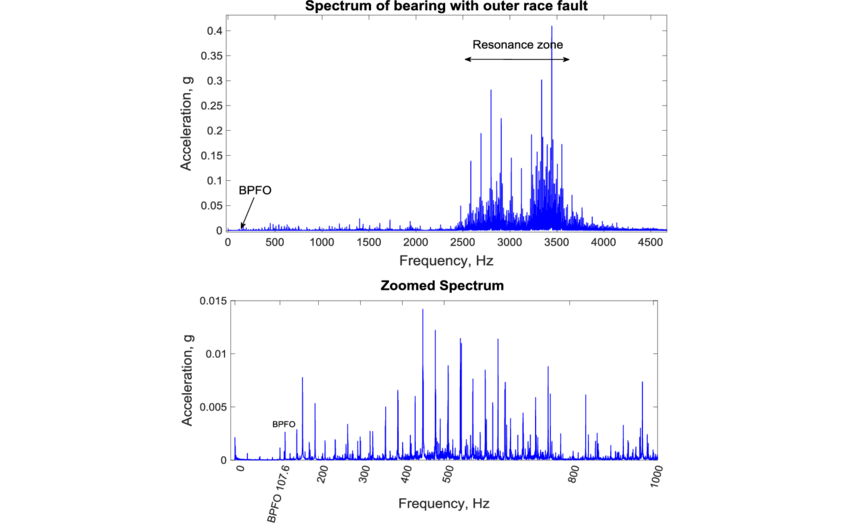 Spectrum of bearing with outer race fault
Acceleration, g
0.4
0.35
0.3
0.25
0.2
0.15
0.1
0.05
0
Resonance zone
BPFO
0 500 1000 1500 2000 2500 3000 3500 4000 4500
Frequency, Hz
Zoomed Spectrum
Acceleration, g
0.015
0.01
0.005
0
BPFO
0 BPFO 107.6 200 300 400 500 800 1000
Frequency, Hz